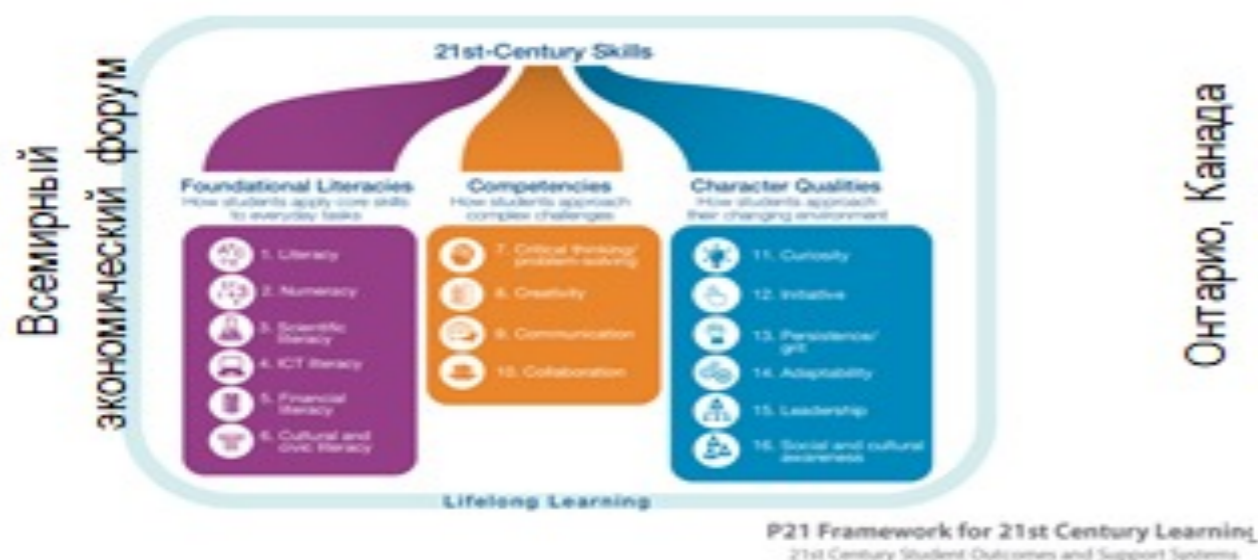 Всемирный
экономический форум
21st-Century Skills
Foundational Literacies
How students apply core skills
to everyday tasks
1. Literacy
2. Numeracy
3. Scientific
literacy
4. ICT literacy
5. Financial
literacy
6. Cultural and
civic literacy
Competencies
How students approach
complex challenges
7. Critical thinking/
problem-solving
8. Creativity
9. Communication
10. Collaboration
Character Qualities
How students approach
their changing environment
11. Curiosity
12. Initiative
13. Persistence/
grit
14. Adaptability
15. Leadership
16. Social and cultural
awareness
Lifelong Learning
Онтарио, Канада
P21 Framework for 21st Century Learning
21st Century Student Outcomes and Support Systems